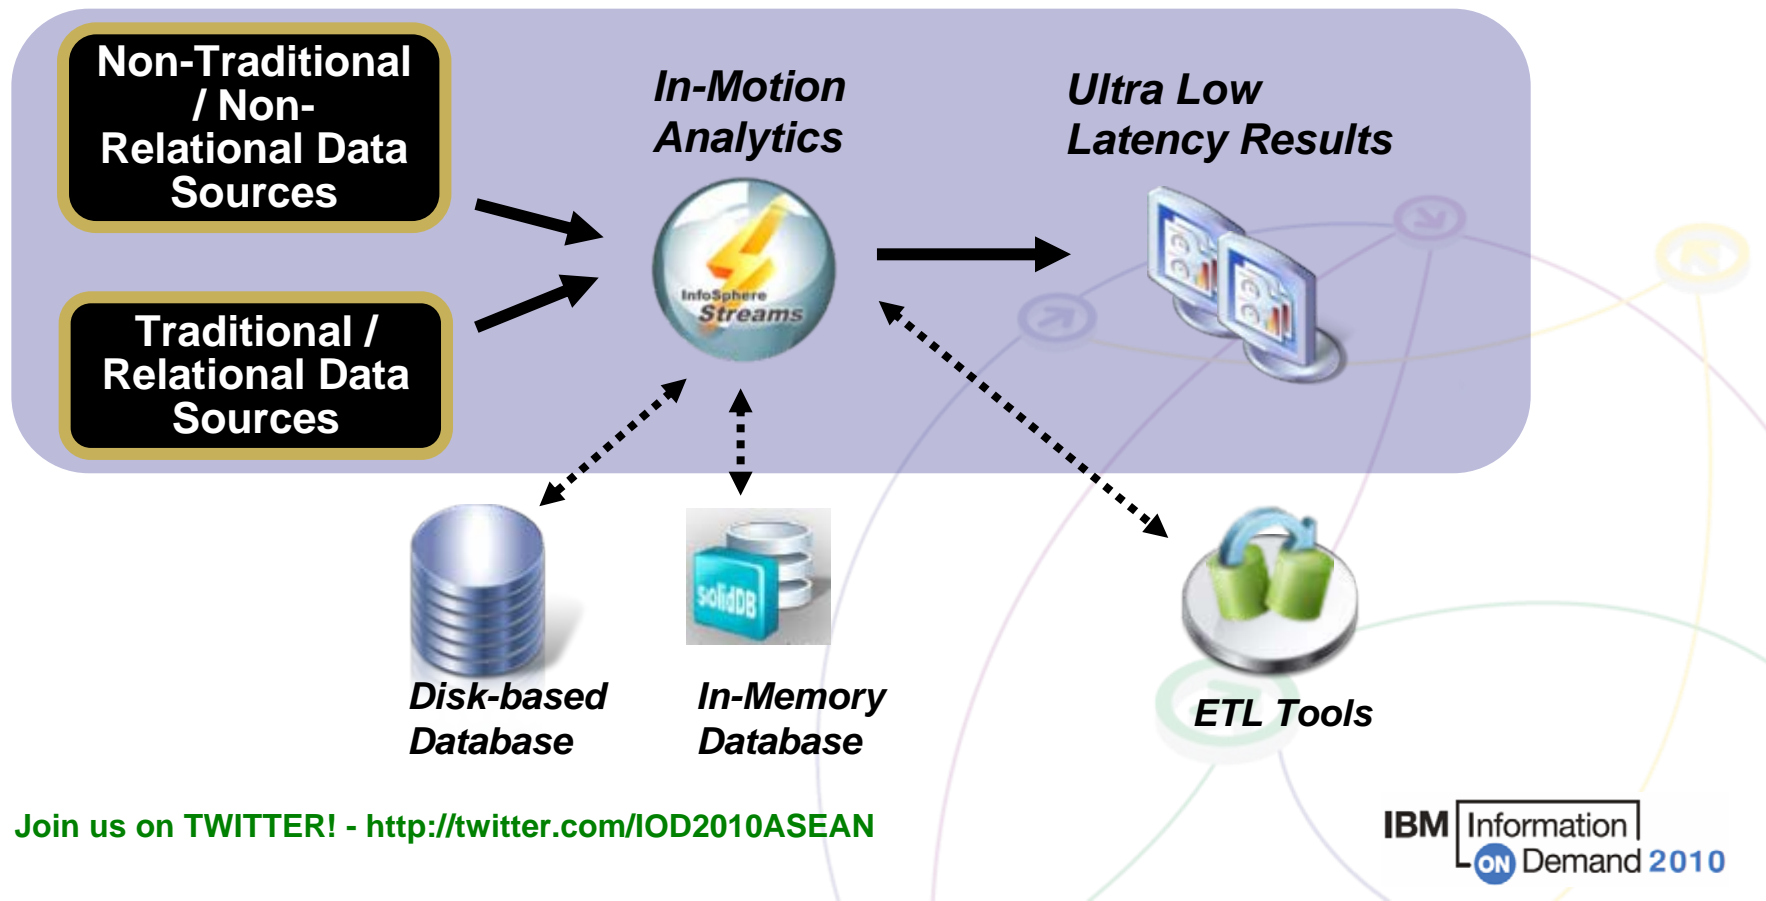 Non-Traditional
/ Non-
Relational Data
Sources
In-Motion
Analytics
Ultra Low
Latency Results
InfoSphere
Streams
Traditional /
Relational Data
Sources
solidDB
Disk-based
Database
In-Memory
Database
ETL Tools
Join us on TWITTER! - http://twitter.com/IOD2010ASEAN
IBM Information
ON Demand 2010